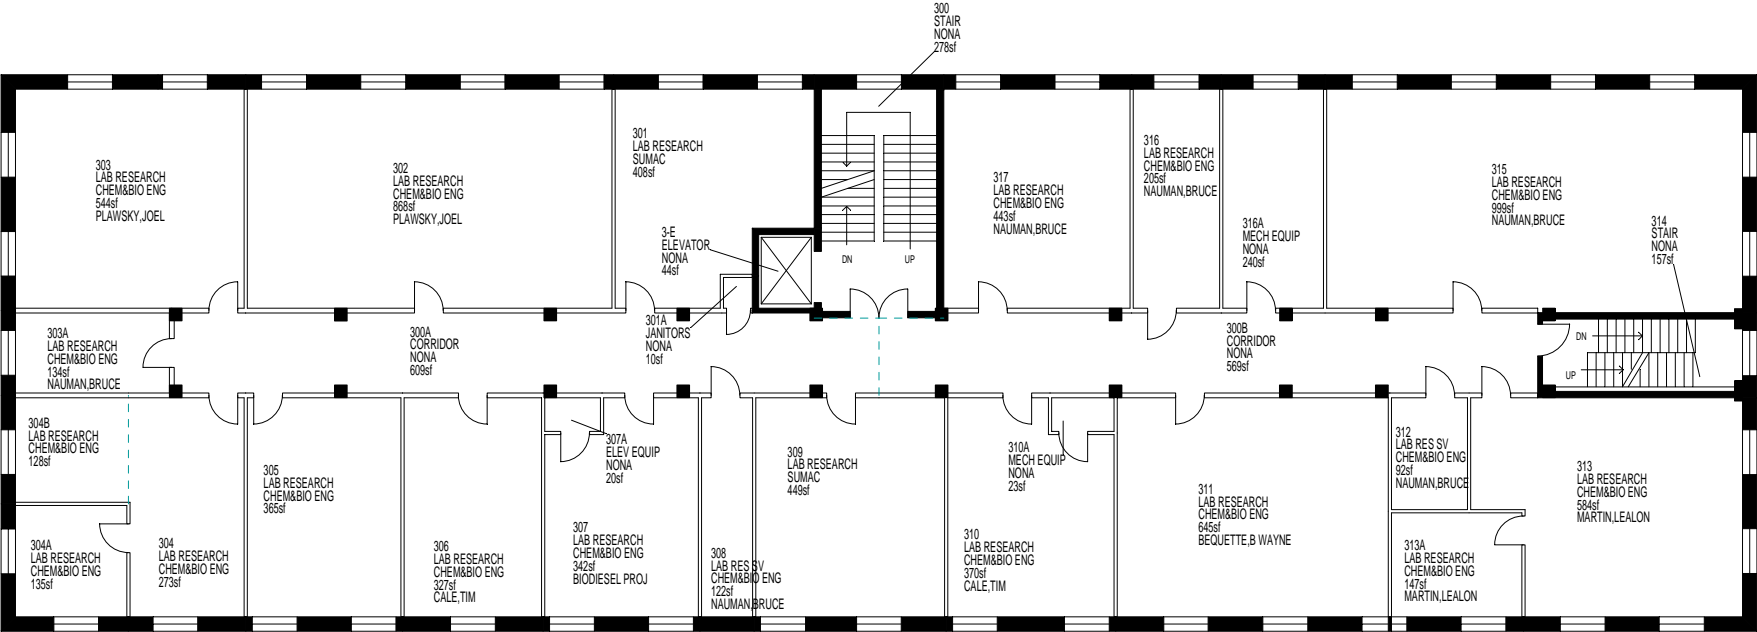 300
STAIR
NONA
278sf
303
LAB RESEARCH
CHEM&BIO ENG
544sf
PLAWSKY,JOEL
302
LAB RESEARCH
CHEM&BIO ENG
868sf
PLAWSKY,JOEL
301
LAB RESEARCH
SUMAC
408sf
3-E
ELEVATOR
NONA
44sf
DN
UP
317
LAB RESEARCH
CHEM&BIO ENG
443sf
NAUMAN,BRUCE
316
LAB RESEARCH
CHEM&BIO ENG
205sf
NAUMAN,BRUCE
316A
MECH EQUIP
NONA
240sf
315
LAB RESEARCH
CHEM&BIO ENG
999sf
NAUMAN,BRUCE
314
STAIR
NONA
157sf
303A
LAB RESEARCH
CHEM&BIO ENG
134sf
NAUMAN,BRUCE
300A
CORRIDOR
NONA
609sf
301A
JANITORS
NONA
10sf
300B
CORRIDOR
NONA
569sf
DN
UP
304B
LAB RESEARCH
CHEM&BIO ENG
128sf
304A
LAB RESEARCH
CHEM&BIO ENG
135sf
304
LAB RESEARCH
CHEM&BIO ENG
273sf
305
LAB RESEARCH
CHEM&BIO ENG
365sf
306
LAB RESEARCH
CHEM&BIO ENG
327sf
CALE,TIM
307A
ELEV EQUIP
NONA
20sf
307
LAB RESEARCH
CHEM&BIO ENG
342sf
BIODIESEL PROJ
308
LAB RES SV
CHEM&BIO ENG
122sf
NAUMAN,BRUCE
309
LAB RESEARCH
SUMAC
449sf
310A
MECH EQUIP
NONA
23sf
310
LAB RESEARCH
CHEM&BIO ENG
370sf
CALE,TIM
311
LAB RESEARCH
CHEM&BIO ENG
645sf
BEQUETTE,B WAYNE
312
LAB RES SV
CHEM&BIO ENG
92sf
NAUMAN,BRUCE
313
LAB RESEARCH
CHEM&BIO ENG
584sf
MARTIN,LEALON
313A
LAB RESEARCH
CHEM&BIO ENG
147sf
MARTIN,LEALON